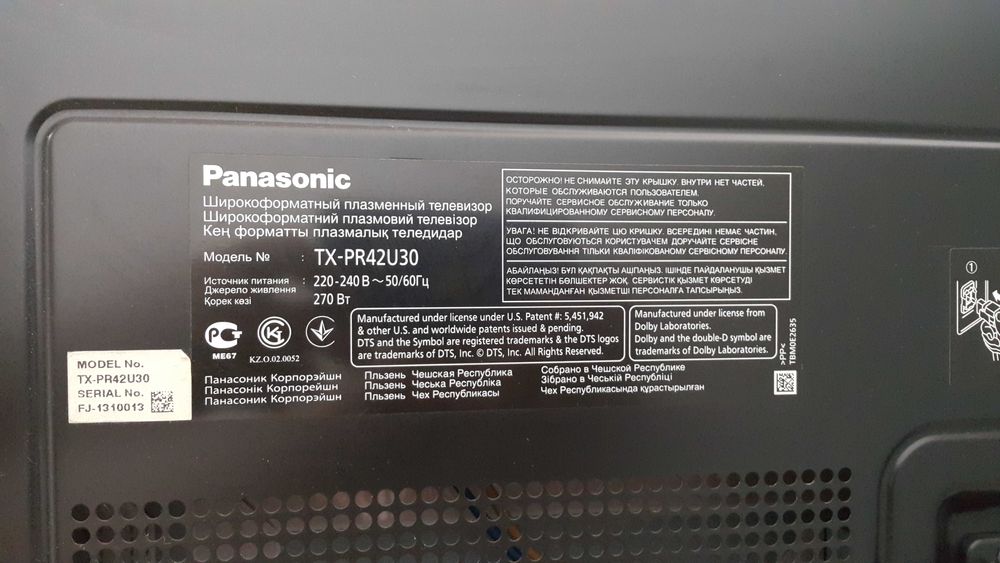 Panasonic
Широкоформатный плазменный телевизор
Широкоформатний плазмовий телевізор
Кең форматты плазмалық теледидар
Модель № : TX-PR42U30
Источник питания
Джерело живлення : 220-240 В ~ 50/60Гц
Қорек көзі 270 Вт
ОСТОРОЖНО! НЕ СНИМАЙТЕ ЭТУ КРЫШКУ. ВНУТРИ НЕТ ЧАСТЕЙ,
КОТОРЫЕ ОБСЛУЖИВАЮТСЯ ПОЛЬЗОВАТЕЛЕМ.
ПОРУЧАЙТЕ СЕРВИСНОЕ ОБСЛУЖИВАНИЕ ТОЛЬКО
КВАЛИФИЦИРОВАННОМУ СЕРВИСНОМУ ПЕРСОНАЛУ.
УВАГА! НЕ ВІДКРИВАЙТЕ ЦЮ КРИШКУ. ВСЕРЕДИНІ НЕМАЄ ЧАСТИН,
ЩО ОБСЛУГОВУЮТЬСЯ КОРИСТУВАЧЕМ ДОРУЧАЙТЕ СЕРВІСНЕ
ОБСЛУГОВУВАННЯ ТІЛЬКИ КВАЛІФІКОВАНОМУ СЕРВІСНОМУ ПЕРСОНАЛУ.
АБАЙЛАҢЫЗ! БҰЛ ҚАҚПАҚТЫ АШПАҢЫЗ. ІШІНДЕ ПАЙДАЛАНУШЫ ҚЫЗМЕТ
КӨРСЕТЕТІН БӨЛШЕКТЕР ЖОҚ. СЕРВИСТІК ҚЫЗМЕТ КӨРСЕТУДІ
ТЕК МАМАНДАНҒАН ҚЫЗМЕТШІ ПЕРСОНАЛҒА ТАПСЫРЫҢЫЗ.
ME67
KZ.O.02.0052
Manufactured under license under U.S. Patent #: 5,451,942
& other U.S. and worldwide patents issued & pending.
DTS and the Symbol are registered trademarks & the DTS logos
are trademarks of DTS, Inc. © DTS, Inc. All Rights Reserved.
Manufactured under license from
Dolby Laboratories.
Dolby and the double-D symbol are
trademarks of Dolby Laboratories.
>PP<
TBM0E2635
Панасоник Корпорэйшн Пльзень Чешская Республика Собрано в Чешской Республике
Панасонік Корпорейшн Пльзень Чеська Республіка Зібрано в Чеській Республіці
Панасоник Корпорэйшн Пльзень Чех Республикасы Чех Республикасында құрастырылған
MODEL No.
TX-PR42U30
SERIAL No.
FJ-1310013
①